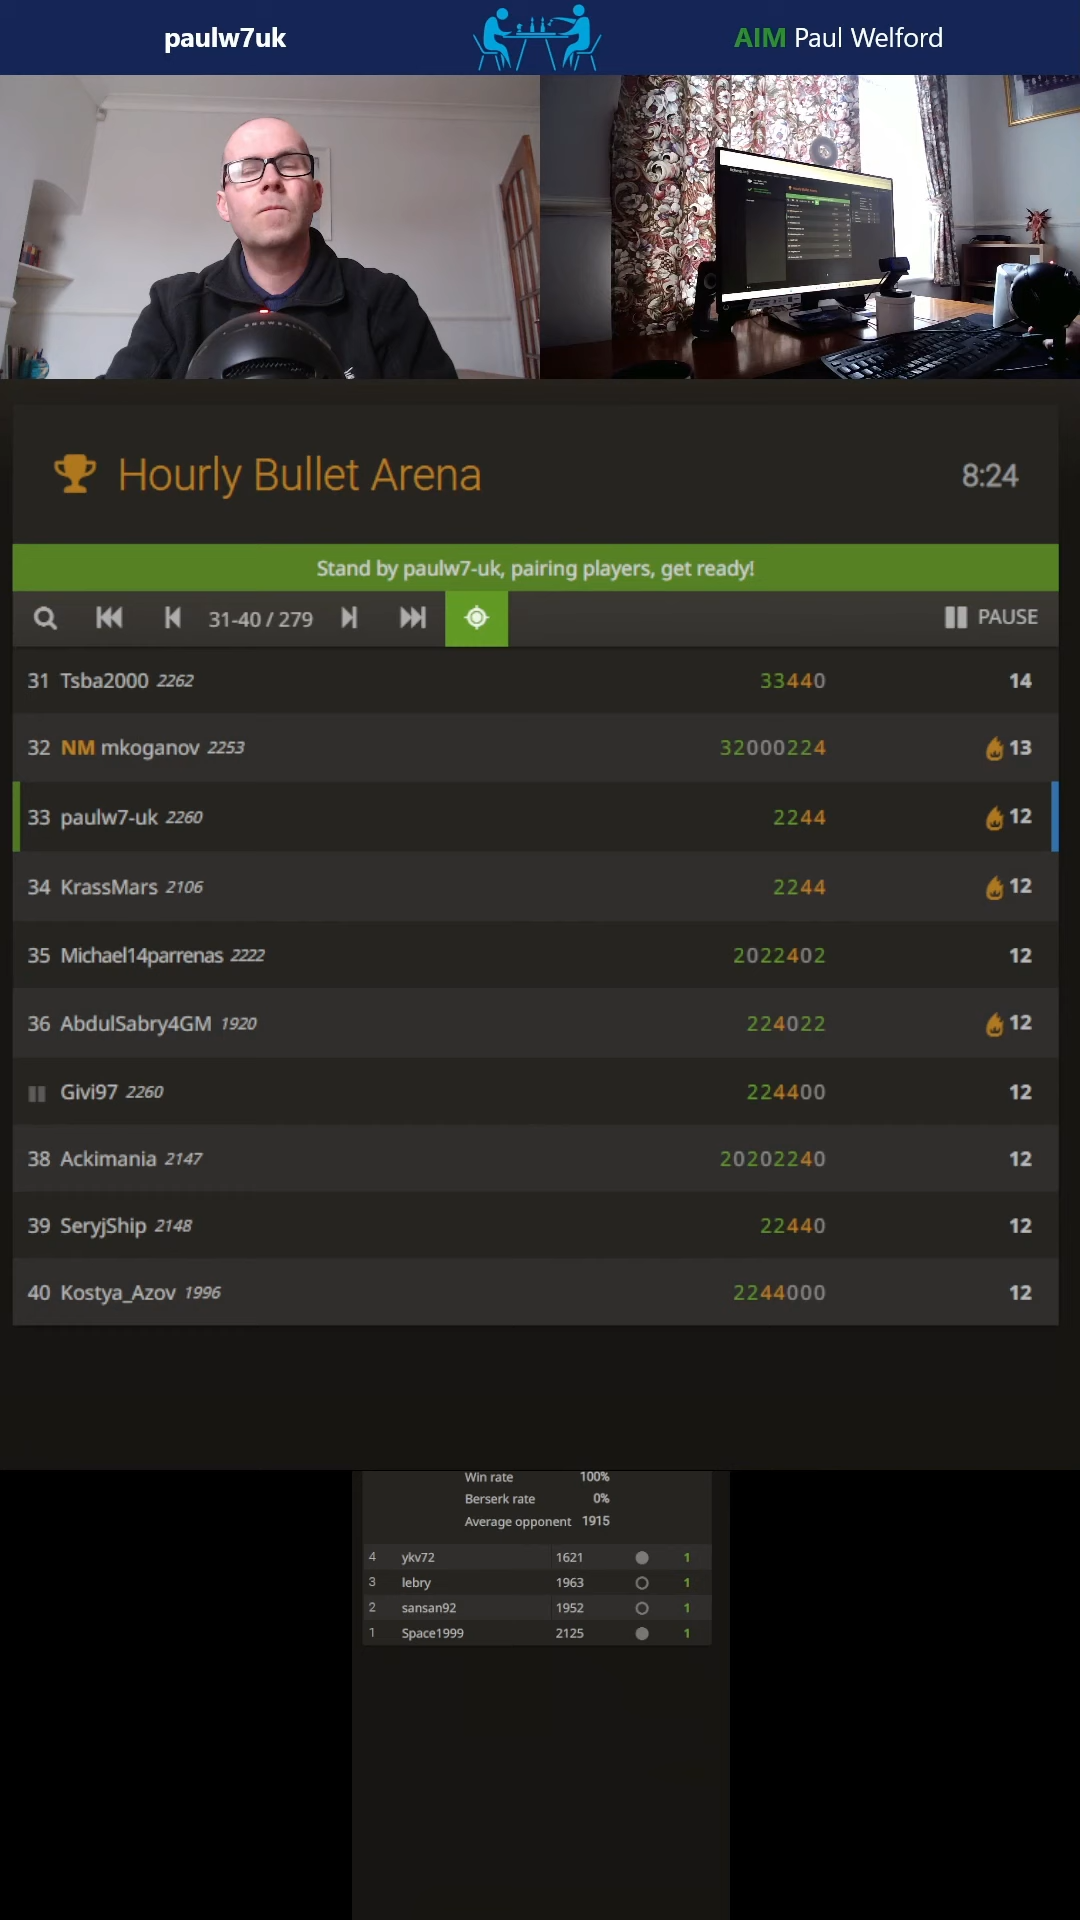 paulw7uk
AIM Paul Welford
SNOWBALL
Hourly Bullet Arena
8:24
Stand by paulw7-uk, pairing players, get ready!
31-40 / 279
PAUSE
31 Tsba2000 2262 33440 14
32 NM mkoganov 2253 32000224 13
33 paulw7-uk 2260 2244 12
34 KrassMars 2106 2244 12
35 Michael14parrenas 2222 2022402 12
36 AbdulSabry4GM 1920 224022 12
Givi97 2260 224400 12
38 Ackimania 2147 20202240 12
39 SeryjShip 2148 22440 12
40 Kostya_Azov 1996 2244000 12
Win rate 100%
Berserk rate 0%
Average opponent 1915
4 ykv72 1621 1
3 lebry 1963 1
2 sansan92 1952 1
1 Space1999 2125 1